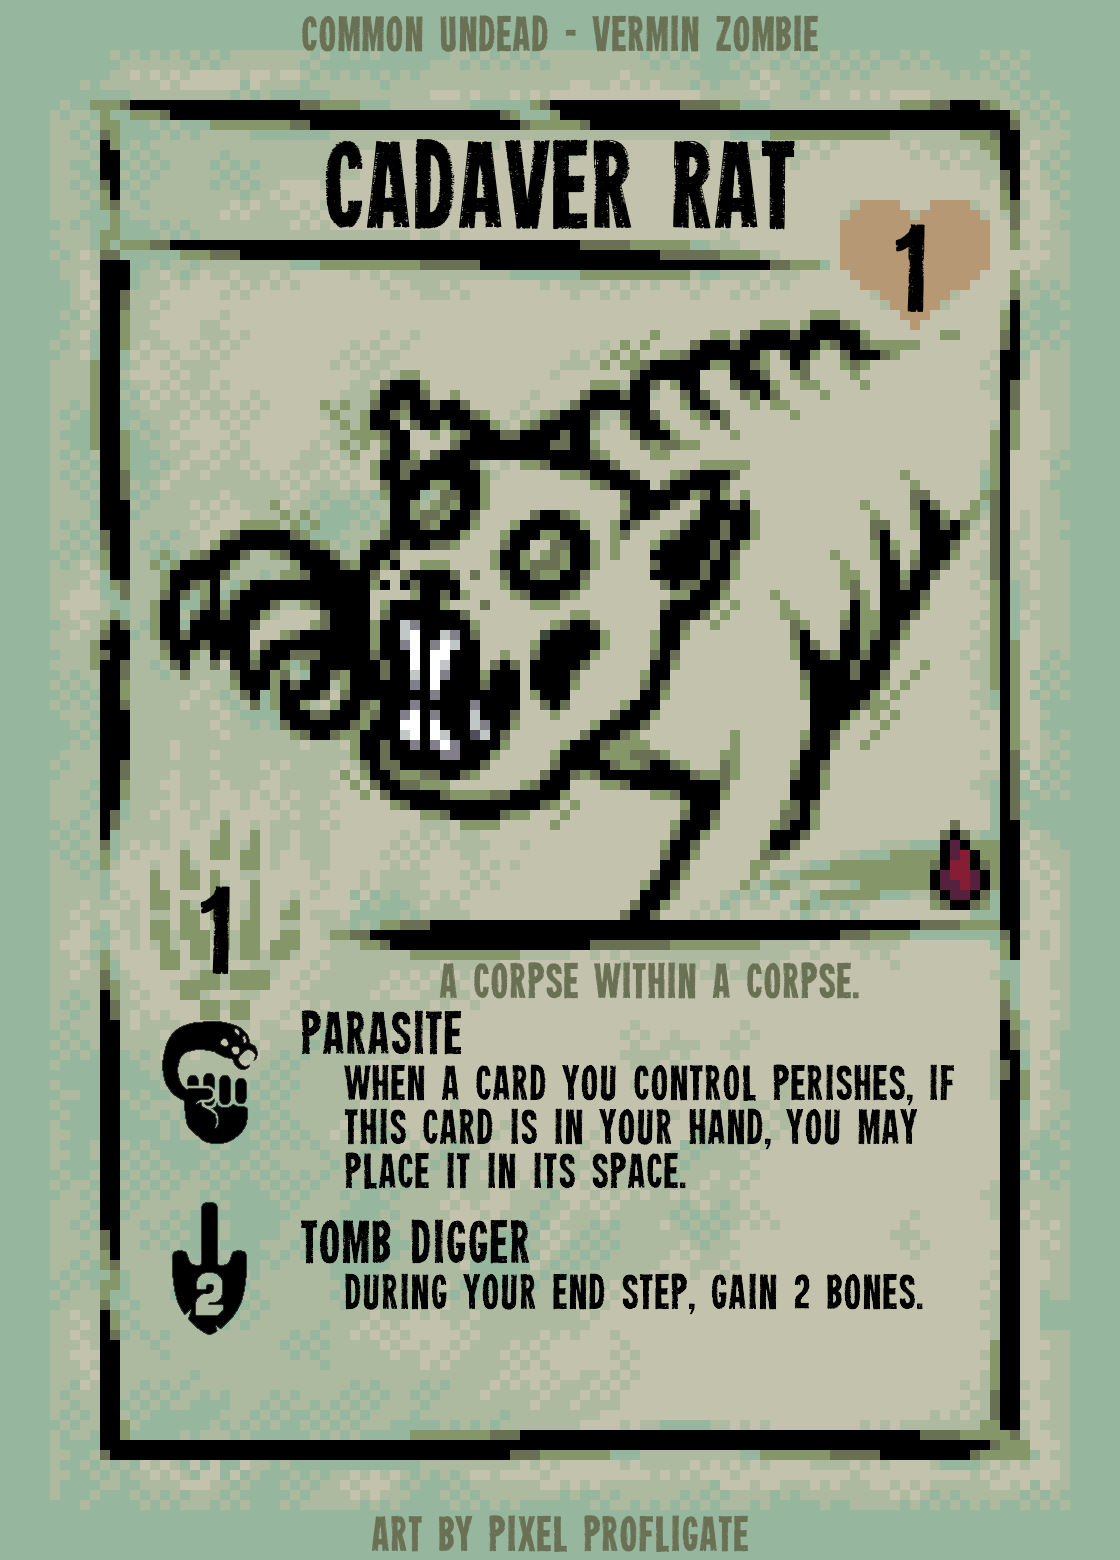 COMMON UNDEAD - VERMIN ZOMBIE
CADAVER RAT
1
1
A CORPSE WITHIN A CORPSE.
PARASITE
WHEN A CARD YOU CONTROL PERISHES, IF
THIS CARD IS IN YOUR HAND, YOU MAY
PLACE IT IN ITS SPACE.
TOMB DIGGER
2
DURING YOUR END STEP, GAIN 2 BONES.
ART BY PIXEL PROFLIGATE